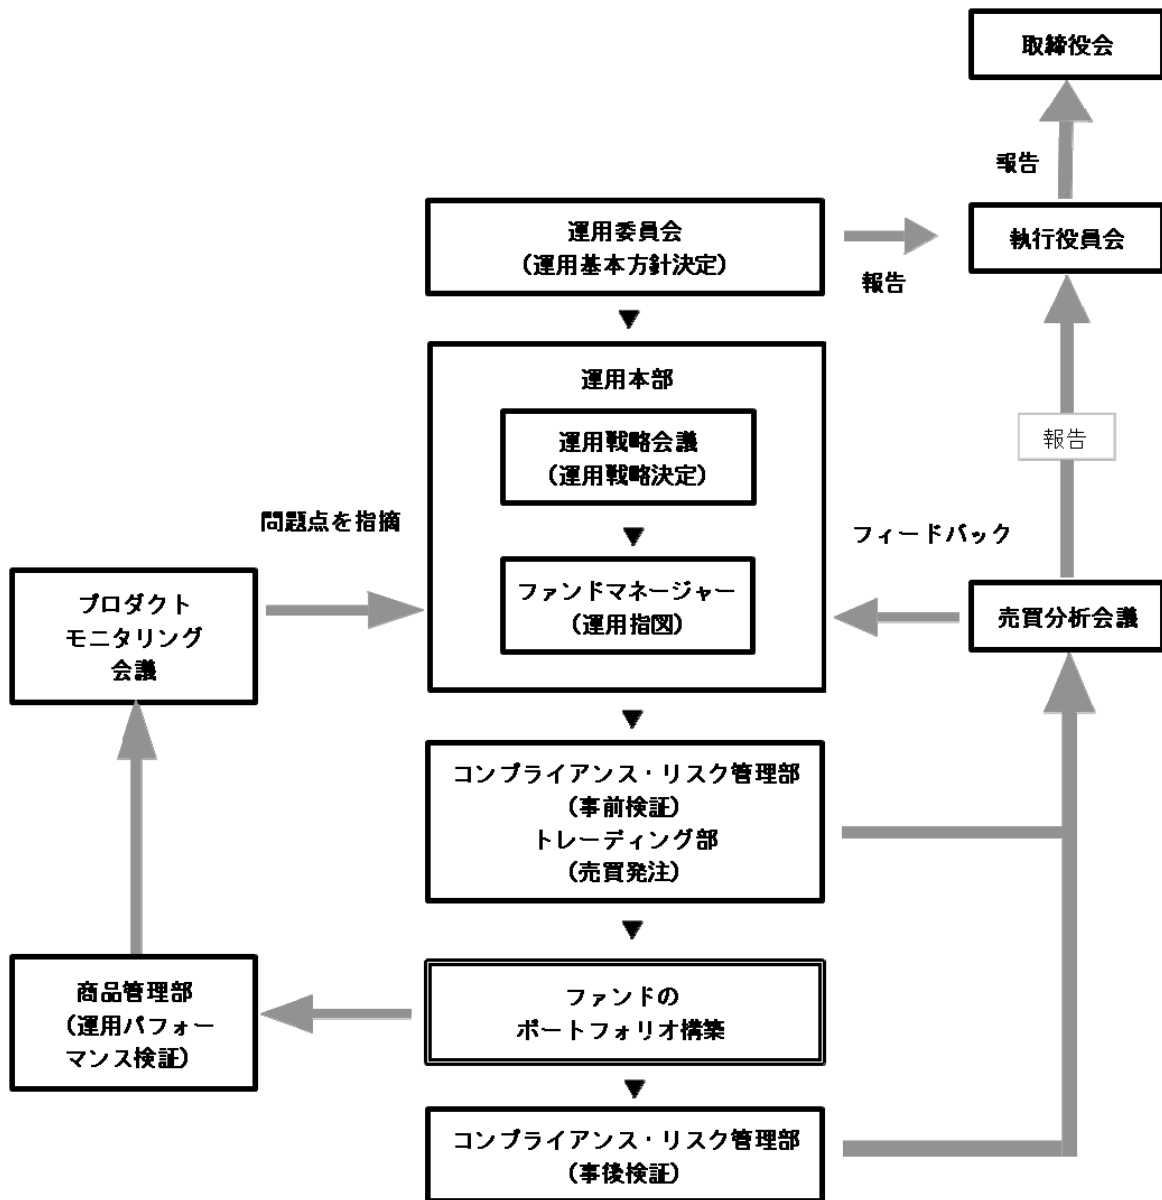 取締役会
報告
執行役員会
運用委員会
(運用基本方針決定)
報告
運用本部
運用戦略会議
(運用戦略決定)
報告
問題点を指摘
フィードバック
プロダクト
モニタリング
会議
ファンドマネージャー
(運用指図)
売買分析会議
コンプライアンス・リスク管理部
(事前検証)
トレーディング部
(売買発注)
商品管理部
(運用パフォー
マンス検証)
ファンドの
ポートフォリオ構築
コンプライアンス・リスク管理部
(事後検証)